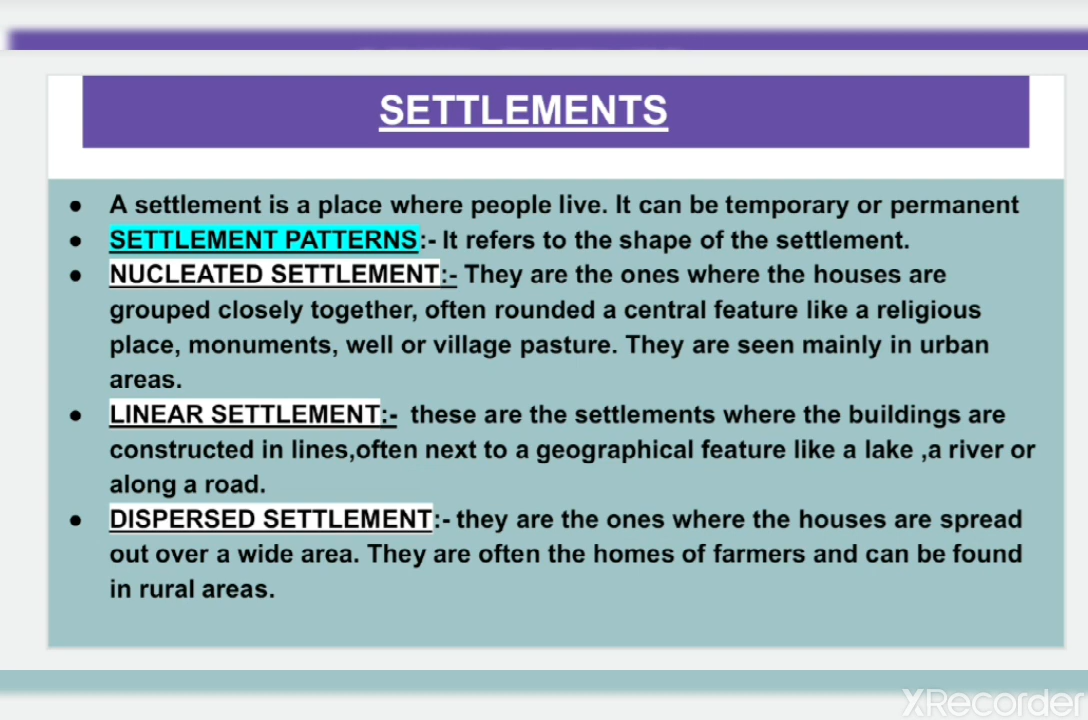 SETTLEMENTS
● A settlement is a place where people live. It can be temporary or permanent
● SETTLEMENT PATTERNS:- It refers to the shape of the settlement.
● NUCLEATED SETTLEMENT:- They are the ones where the houses are
grouped closely together, often rounded a central feature like a religious
place, monuments, well or village pasture. They are seen mainly in urban
areas.
● LINEAR SETTLEMENT:- these are the settlements where the buildings are
constructed in lines,often next to a geographical feature like a lake ,a river or
along a road.
● DISPERSED SETTLEMENT:- they are the ones where the houses are spread
out over a wide area. They are often the homes of farmers and can be found
in rural areas.
XRecorder